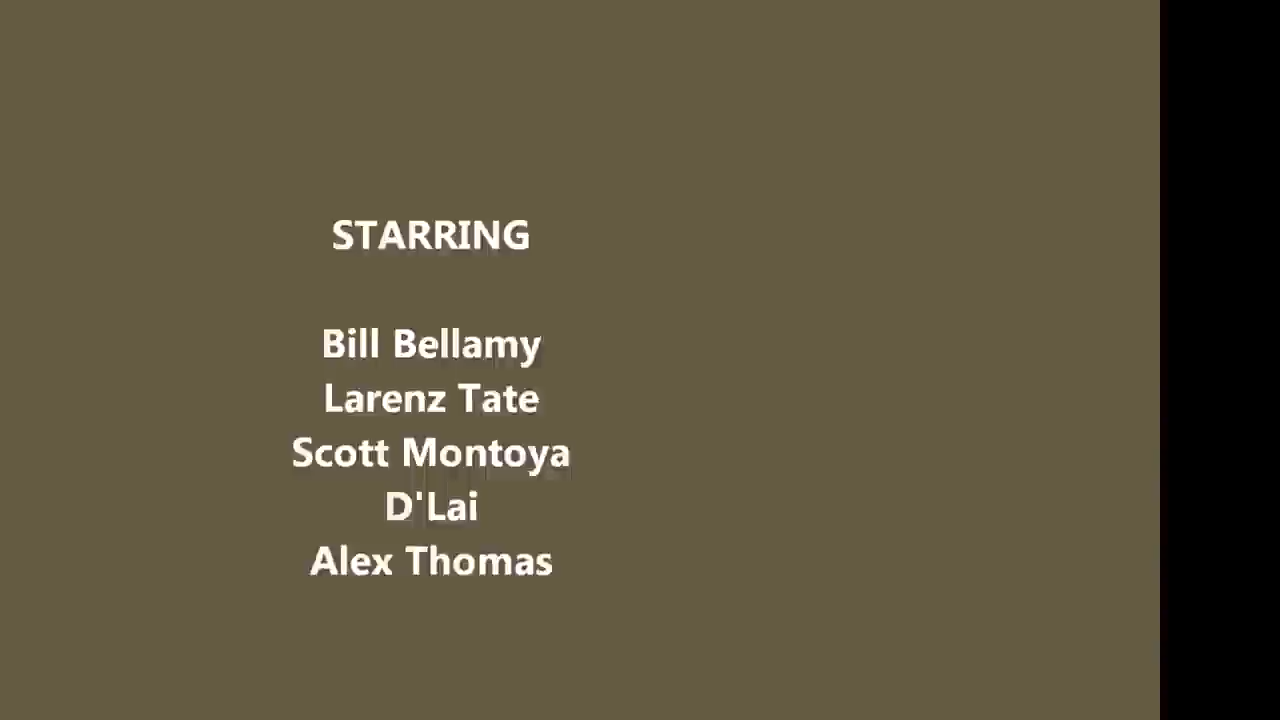 STARRING
Bill Bellamy
Larenz Tate
Scott Montoya
D'Lai
Alex Thomas